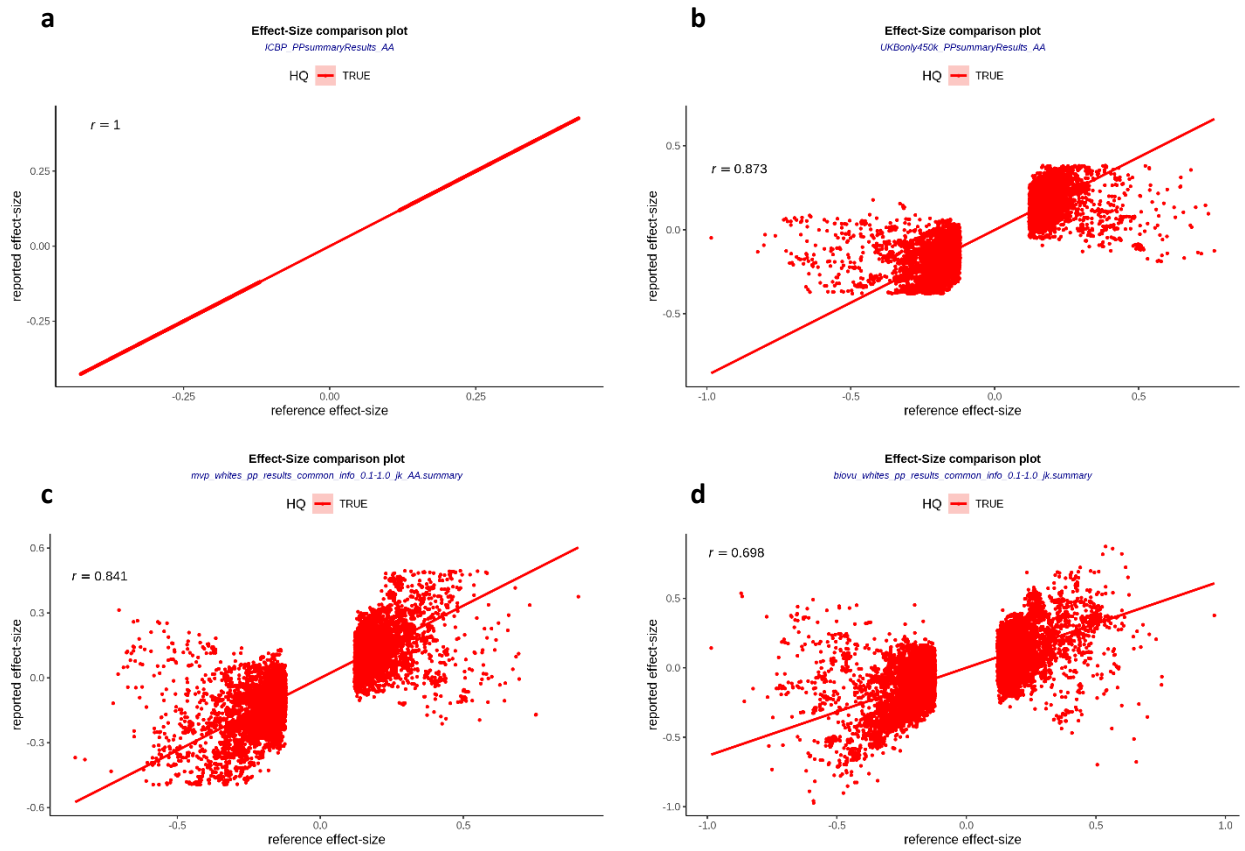 a
Effect-Size comparison plot
ICBP_PPsummaryResults_AA
HQ TRUE
r = 1
0.25
0.00
-0.25
reported effect-size
-0.25 0.00 0.25
reference effect-size
b
Effect-Size comparison plot
UKBonly450k_PPsummaryResults_AA
HQ TRUE
r = 0.873
0.5
0.0
-0.5
reported effect-size
-1.0 -0.5 0.0 0.5
reference effect-size
c
Effect-Size comparison plot
mvp_whites_pp_results_common_info_0.1-1.0_jk_AA.summary
HQ TRUE
r = 0.841
0.6
0.3
0.0
-0.3
-0.6
reported effect-size
-0.5 0.0 0.5
reference effect-size
d
Effect-Size comparison plot
biovu_whites_pp_results_common_info_0.1-1.0_jk.summary
HQ TRUE
r = 0.698
0.5
0.0
-0.5
-1.0
reported effect-size
-1.0 -0.5 0.0 0.5 1.0
reference effect-size